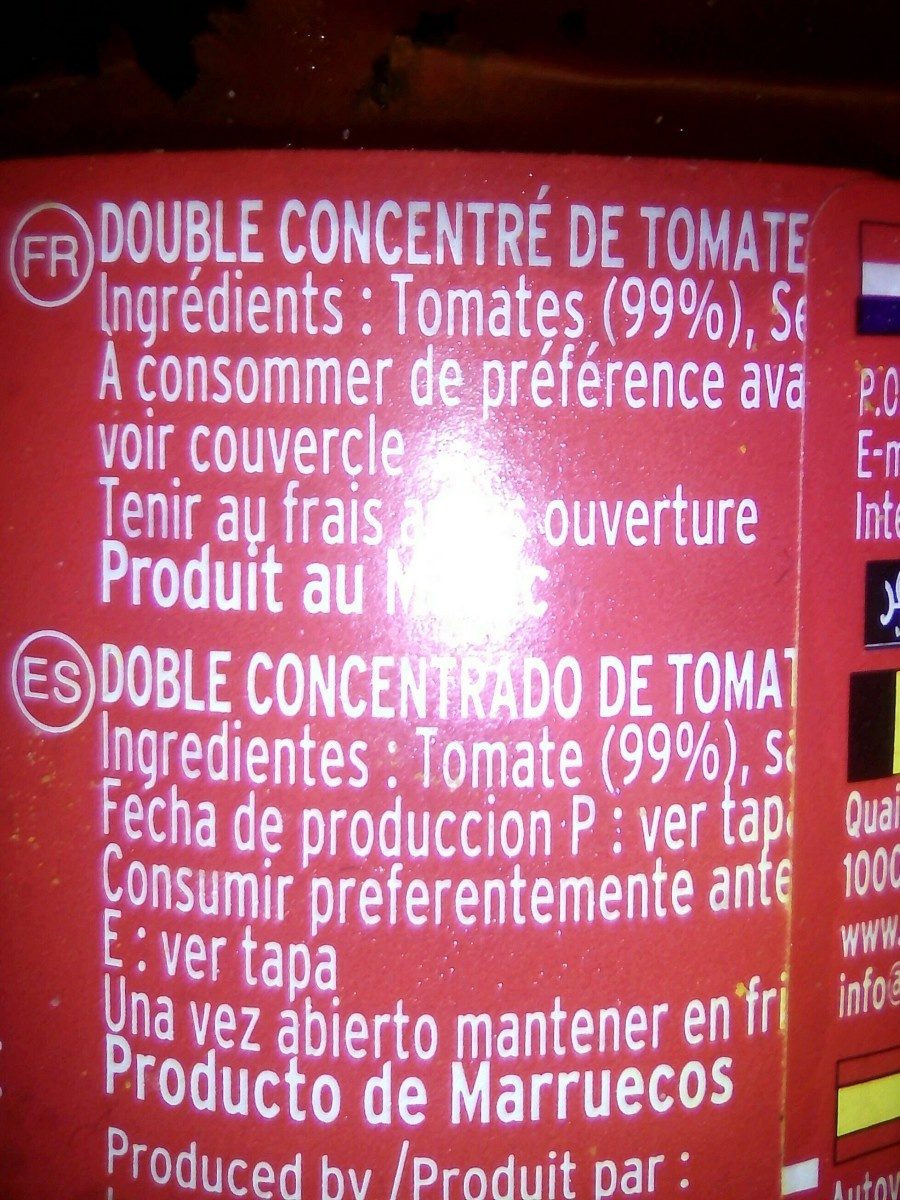 FR DOUBLE CONCENTRÉ DE TOMATE
Ingrédients : Tomates (99%),
À consommer de préférence
voir couvercle
Tenir au frais ouverture
Produit au
ES DOBLE CONCENTRADO DE
Ingredientes : Tomate (99%),
Fecha de produccion P : ver
Consumir preferentemente
E : ver tapa
Una vez abierto mantener en
Producto de Marruecos
Produced by /Produit par :
www.
info@